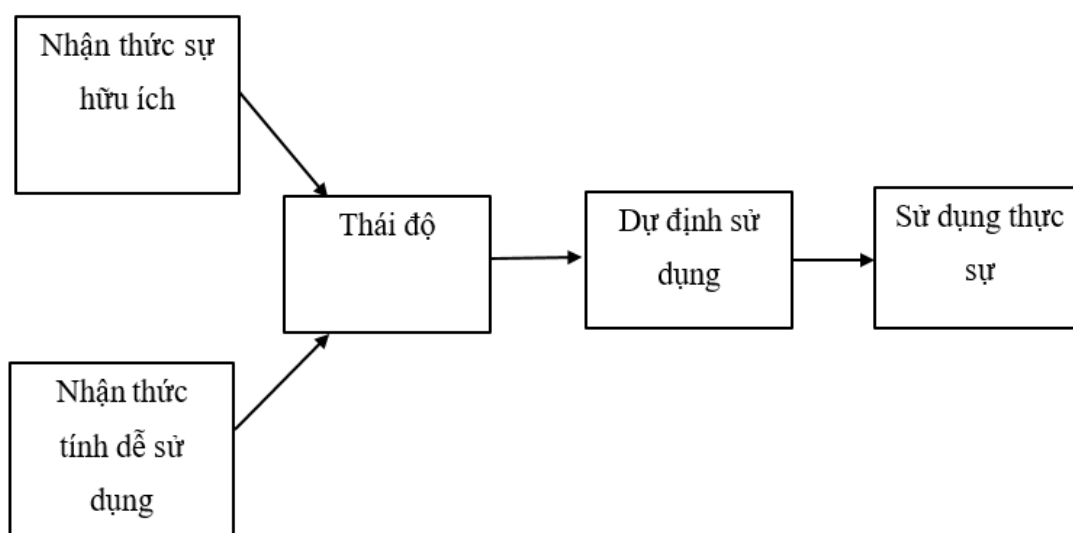 Nhận thức sự
hữu ích
Thái độ
Dự định sử
dụng
Sử dụng thực
sự
Nhận thức
tính dễ sử
dụng